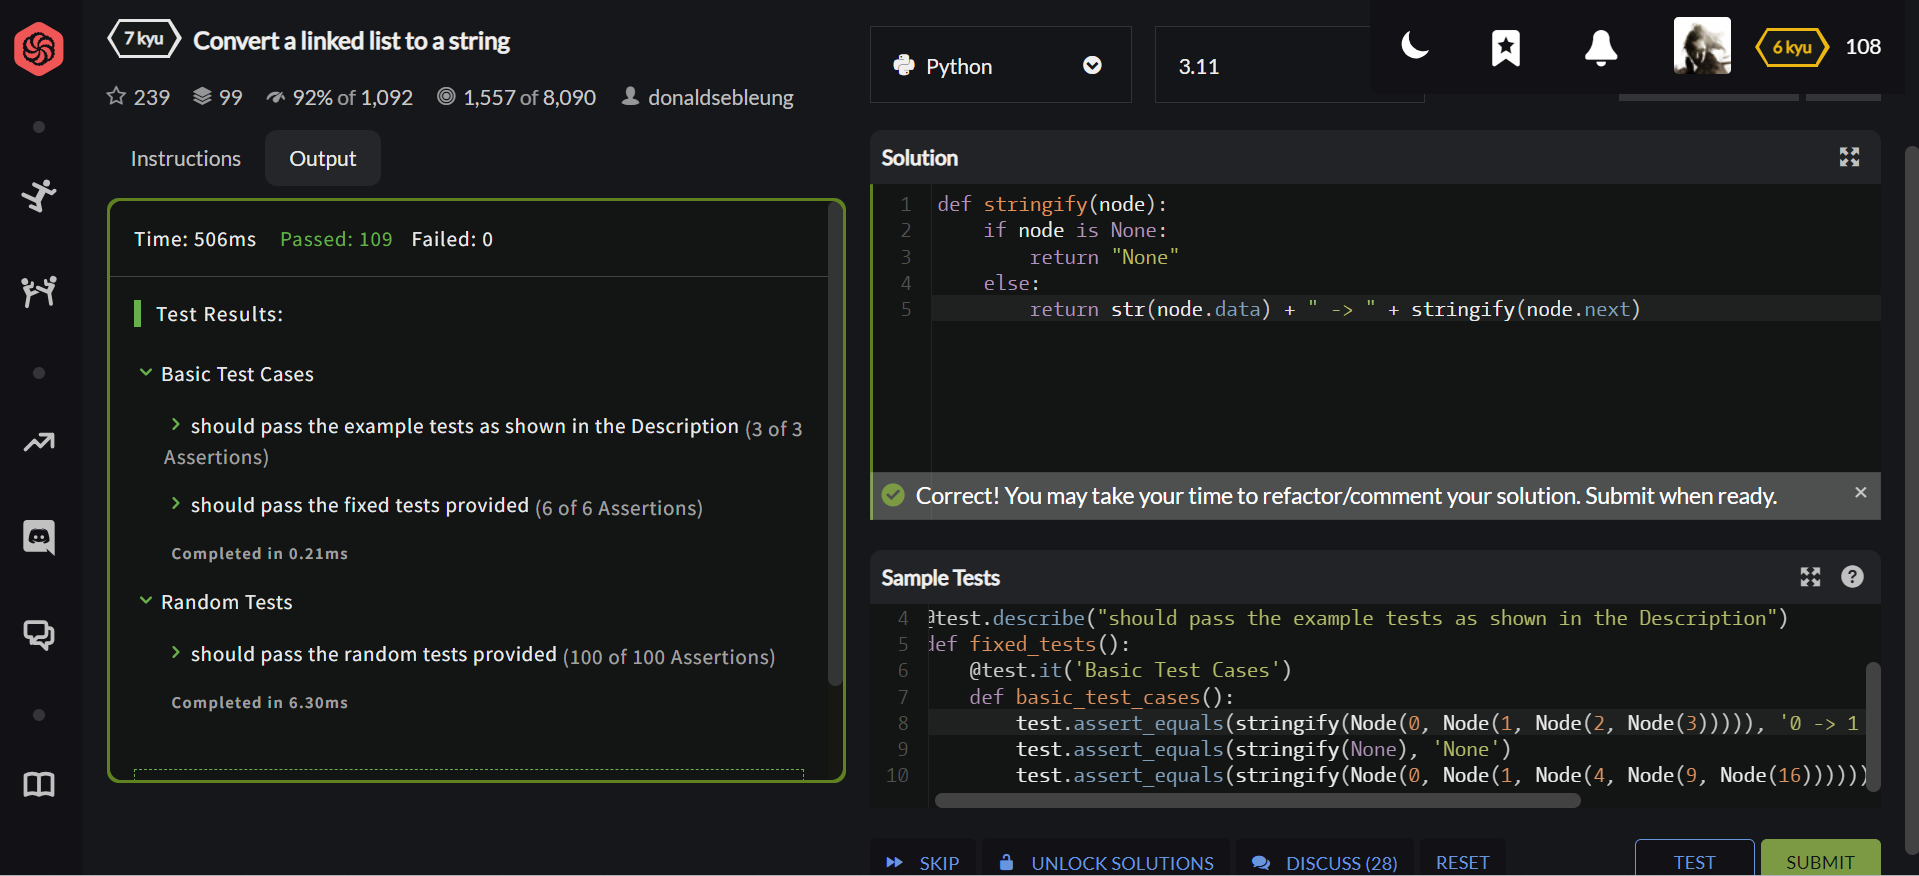 7 kyu
Convert a linked list to a string
239 99 92% of 1,092 1,557 of 8,090 donaldsebleung
Python
3.11
6 kyu
108
Instructions
Output
Time: 506ms Passed: 109 Failed: 0
Test Results:
Basic Test Cases
should pass the example tests as shown in the Description (3 of 3
Assertions)
should pass the fixed tests provided (6 of 6 Assertions)
Completed in 0.21ms
Random Tests
should pass the random tests provided (100 of 100 Assertions)
Completed in 6.30ms
Solution
1 def stringify(node):
2     if node is None:
3         return "None"
4     else:
5         return str(node.data) + " -> " + stringify(node.next)
Correct! You may take your time to refactor/comment your solution. Submit when ready.
Sample Tests
4 @test.describe("should pass the example tests as shown in the Description")
5 def fixed_tests():
6     @test.it('Basic Test Cases')
7     def basic_test_cases():
8         test.assert_equals(stringify(Node(0, Node(1, Node(2, Node(3))))), '0 -> 1
9         test.assert_equals(stringify(None), 'None')
10         test.assert_equals(stringify(Node(0, Node(1, Node(4, Node(9, Node(16))))))
SKIP
UNLOCK SOLUTIONS
DISCUSS (28)
RESET
TEST
SUBMIT